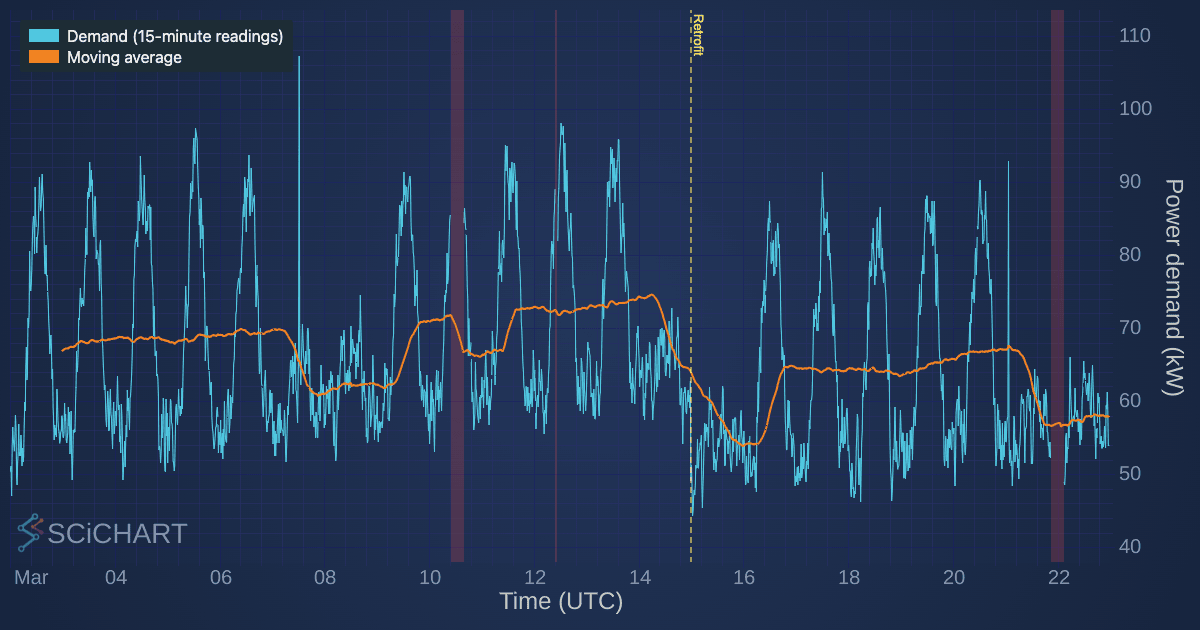 Demand (15-minute readings)
Moving average
Retrofit
110
100
90
80
70
60
50
40
Power demand (kW)
SCiCHART
Mar
04
06
08
10
12
14
16
18
20
22
Time (UTC)